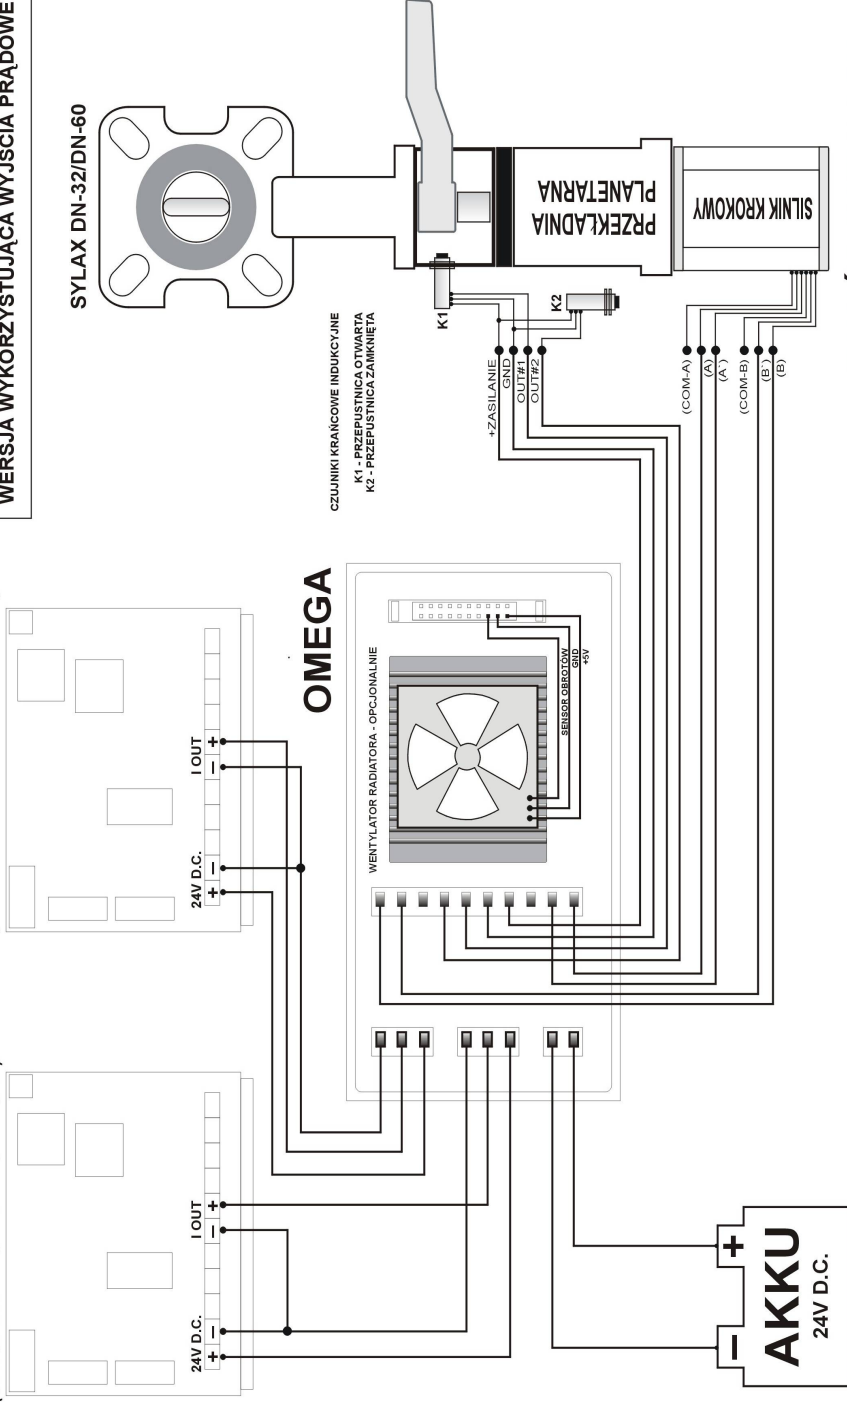 WERSJA WYKORZYSTUJĄCA WYJŚCIA PRĄDOWE
SYLAX DN-32/DN-60
PRZEKŁADNIA
PLANETARNA
SILNIK KROKOWY
K1
K2
CZUJNIKI KRAŃCOWE INDUKCYJNE
K1 - PRZEPUSTNICA OTWARTA
K2 - PRZEPUSTNICA ZAMKNIĘTA
+ZASILANIE
GND
OUT#1
OUT#2
(COM-A)
(A)
(A`)
(COM-B)
(B`)
(B)
OMEGA
WENTYLATOR RADIATORA - OPCJONALNIE
SENSOR OBROTÓW
GND
+5V
24V D.C.
+ −
I OUT
− +
24V D.C.
+ −
I OUT
− +
− +
AKKU
24V D.C.